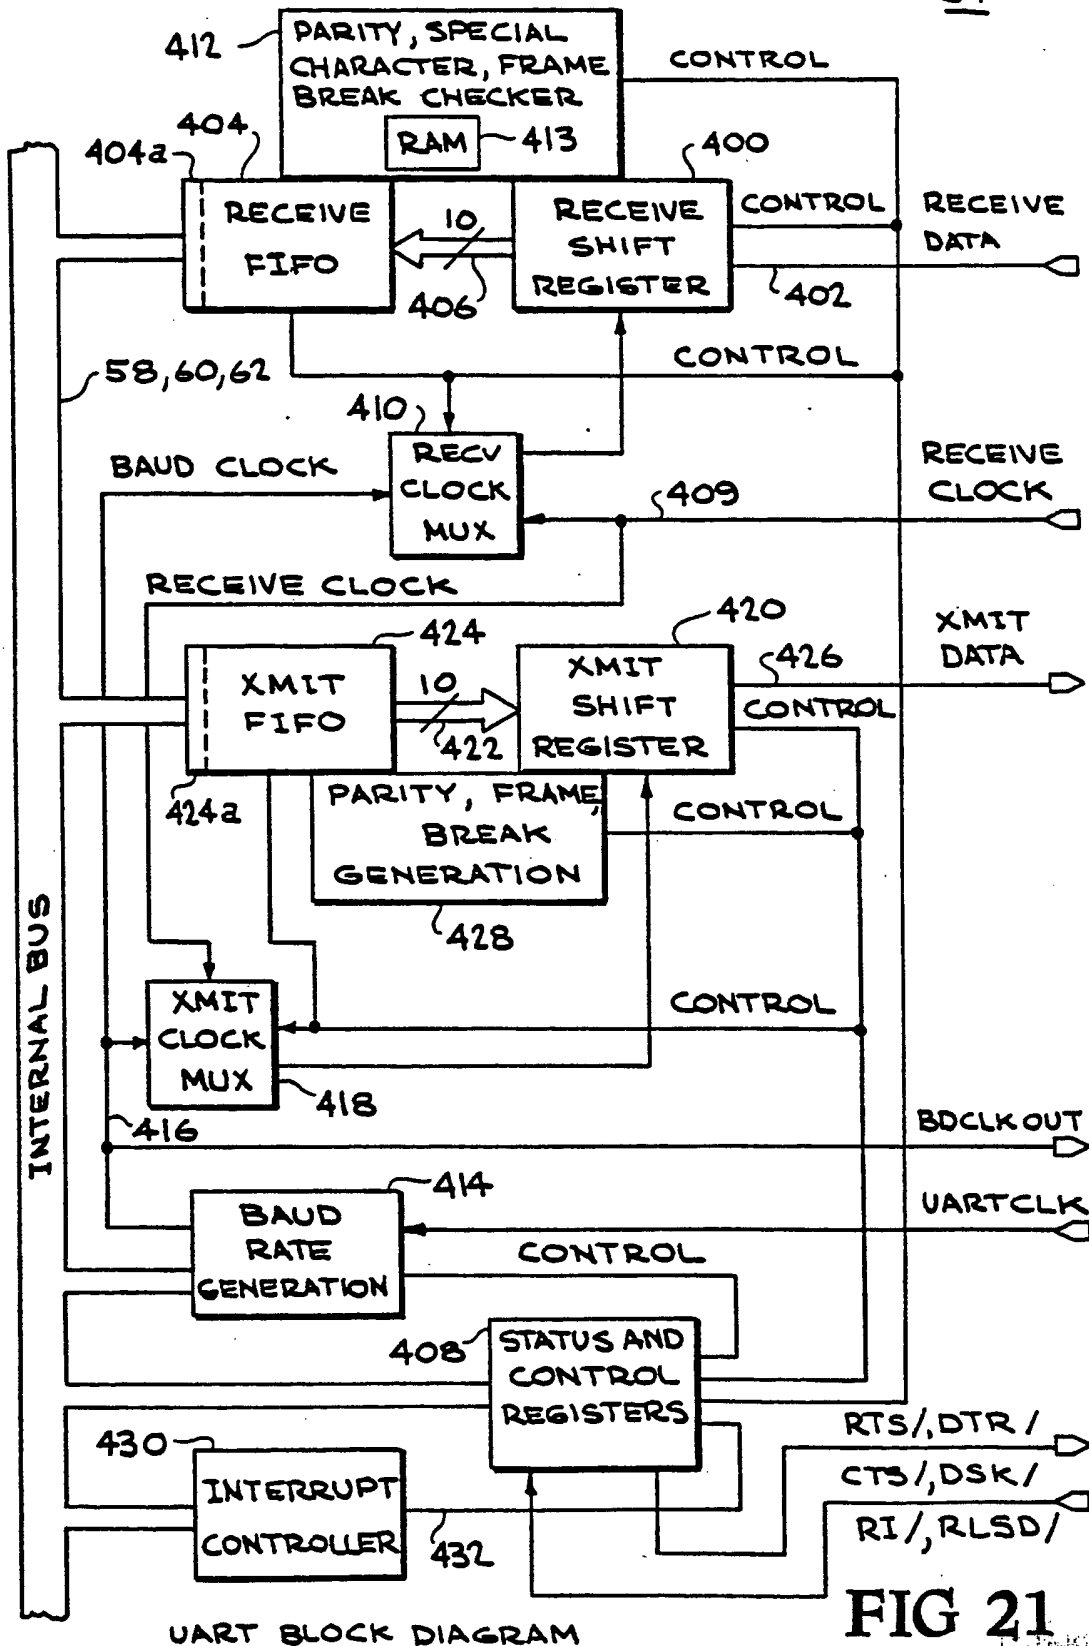 412
PARITY, SPECIAL
CHARACTER, FRAME
BREAK CHECKER
RAM
413
CONTROL
404a
404
RECEIVE
FIFO
10
406
400
RECEIVE
SHIFT
REGISTER
CONTROL
RECEIVE
DATA
402
58,60,62
CONTROL
410
RECV
CLOCK
MUX
BAUD CLOCK
409
RECEIVE
CLOCK
RECEIVE CLOCK
424
XMIT
FIFO
424a
10
422
420
XMIT
SHIFT
REGISTER
426
XMIT
DATA
CONTROL
PARITY, FRAME,
BREAK
GENERATION
428
CONTROL
INTERNAL BUS
XMIT
CLOCK
MUX
418
CONTROL
416
BDCLKOUT
414
BAUD
RATE
GENERATION
UARTCLK
CONTROL
408
STATUS AND
CONTROL
REGISTERS
430
INTERRUPT
CONTROLLER
432
RTS/,DTR/
CTS/,DSK/
RI/,RLSD/
UART BLOCK DIAGRAM
FIG 21